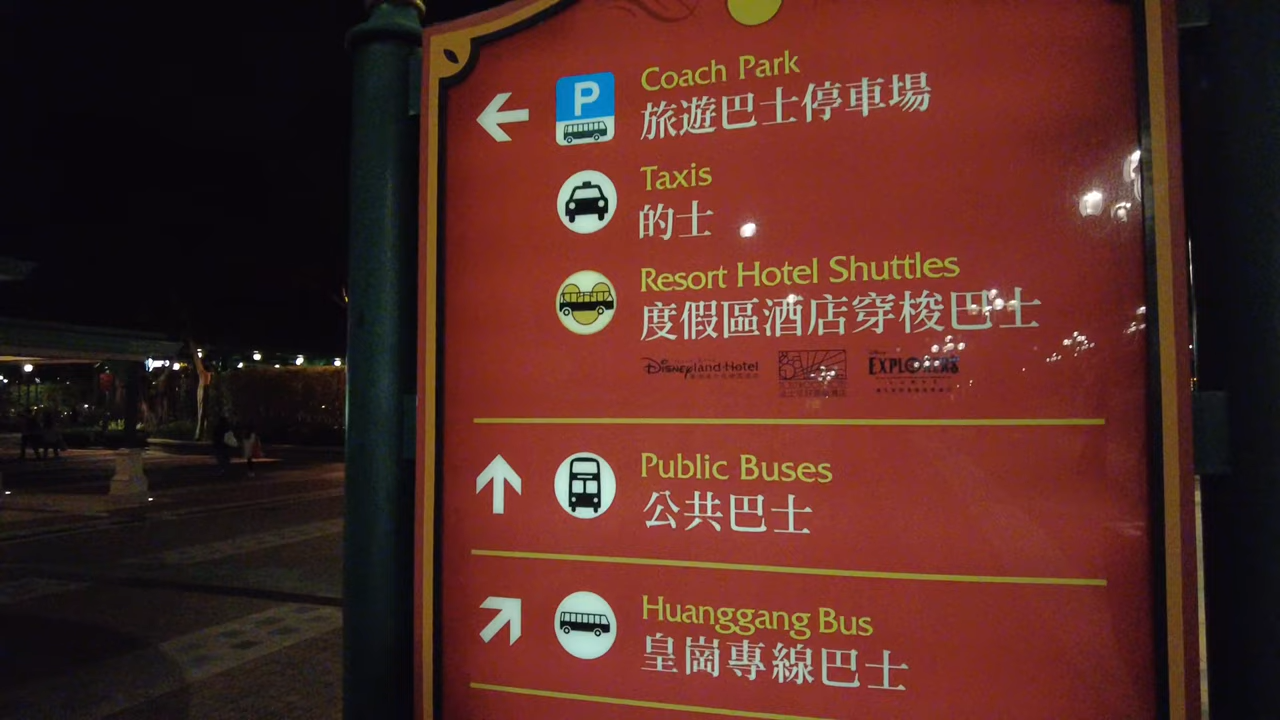 P
Coach Park
旅遊巴士停車場
Taxis
的士
Resort Hotel Shuttles
度假區酒店穿梭巴士
Disneyland Hotel
EXPLORERS
Public Buses
公共巴士
Huanggang Bus
皇崗專線巴士